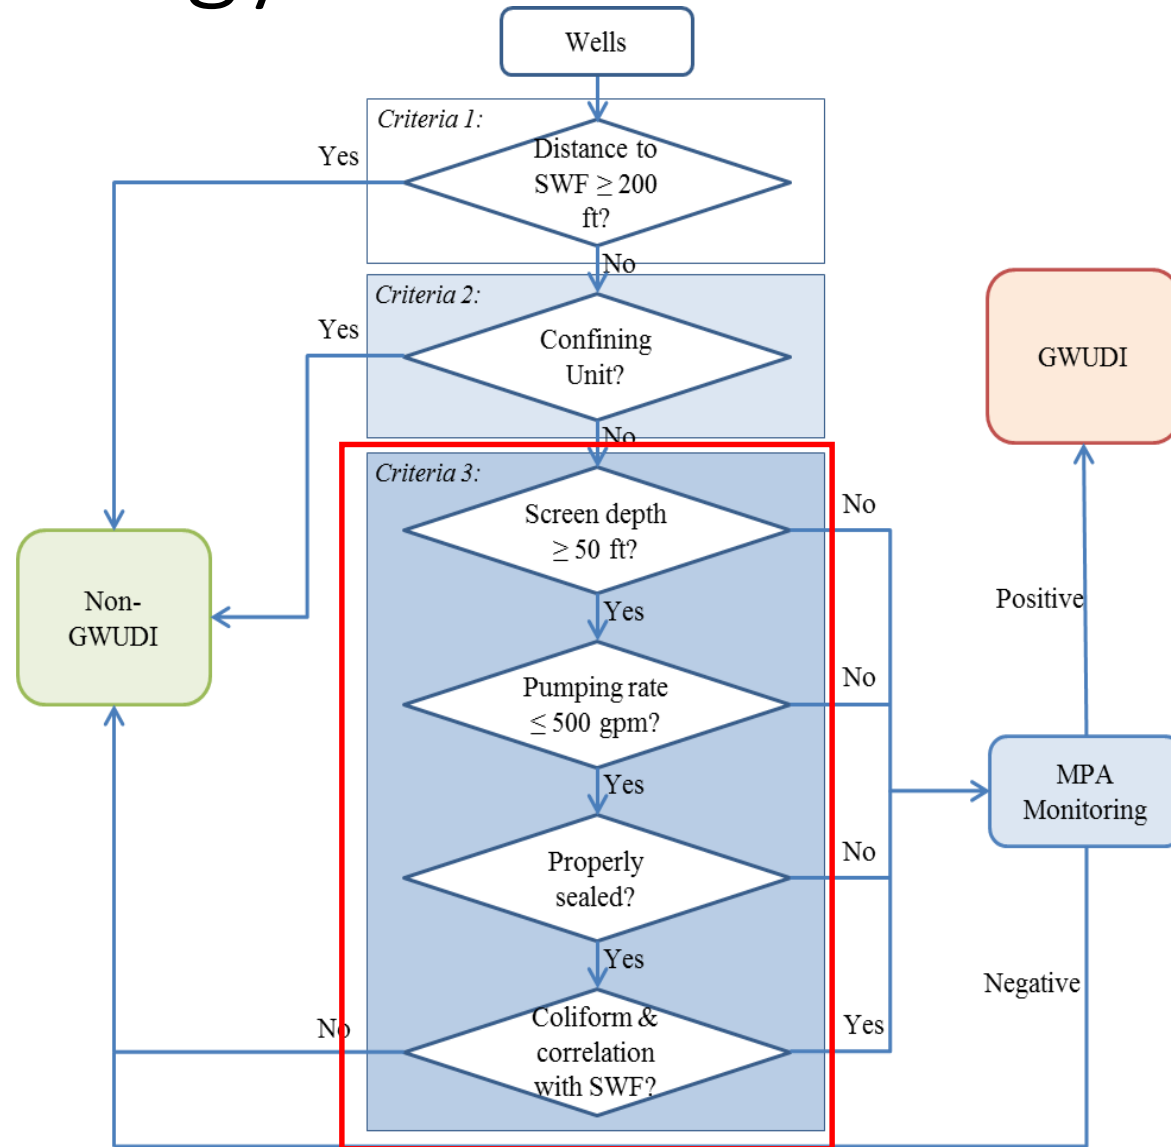 gy
Wells
Criteria 1:
Yes
Distance to
SWF ≥ 200
ft?
No
Criteria 2:
Yes
Confining
Unit?
GWUDI
No
Criteria 3:
Screen depth
≥ 50 ft?
No
Non-
GWUDI
Yes
Positive
Pumping rate
≤ 500 gpm?
No
Yes
MPA
Monitoring
Properly
sealed?
No
Yes
Negative
Coliform &
correlation
with SWF?
No
Yes